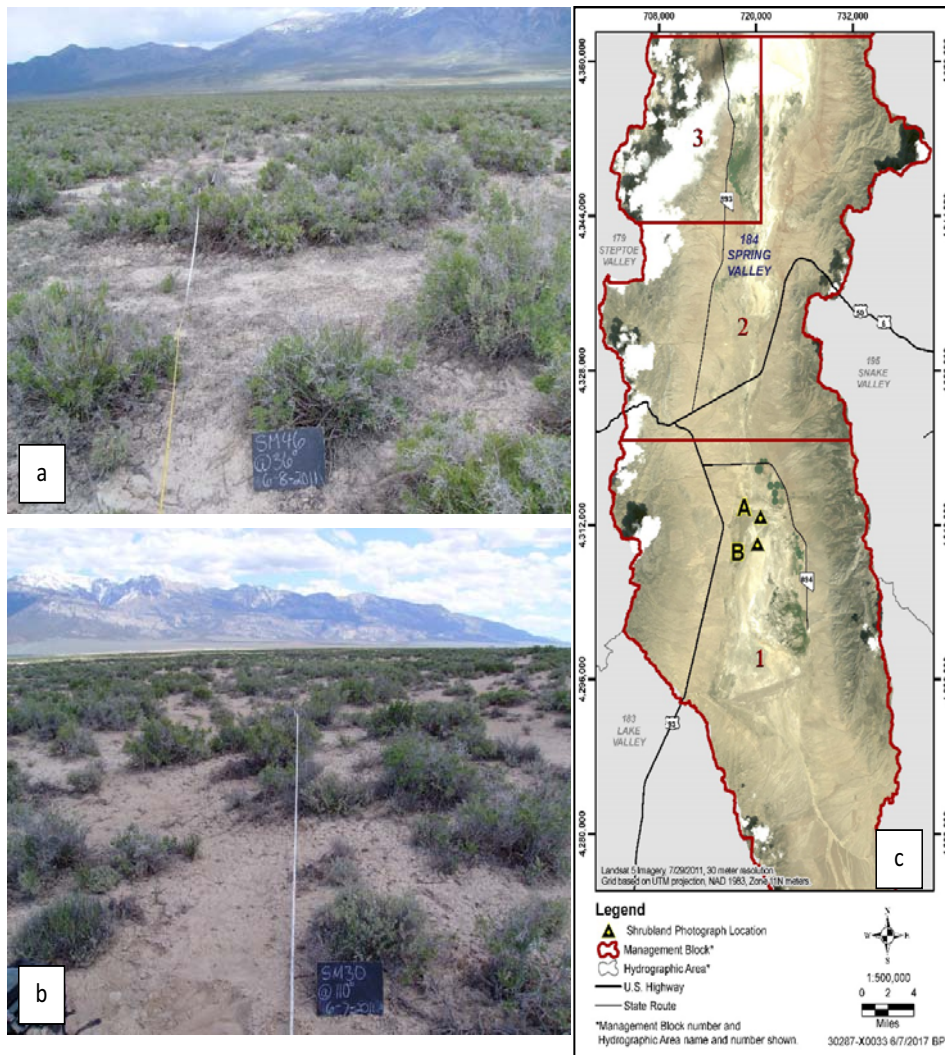 SM46
@36°
6-8-2011
a
SM30
@110°
6-7-2011
b
708,000
720,000
732,000
4,360,000
4,344,000
4,328,000
4,312,000
4,296,000
4,280,000
3
893
179
STEPTOE
VALLEY
184
SPRING
VALLEY
2
50
6
195
SNAKE
VALLEY
A
B
894
1
93
183
LAKE
VALLEY
c
Landsat 5 Imagery, 7/29/2011, 30 meter resolution
Grid based on UTM projection, NAD 1983, Zone 11N meters
Legend
Shrubland Photograph Location
Management Block*
Hydrographic Area*
U.S. Highway
State Route
*Management Block number and
Hydrographic Area name and number shown.
N
W
E
S
1:500,000
0 2 4
Miles
30287-X0033 6/7/2017 BP